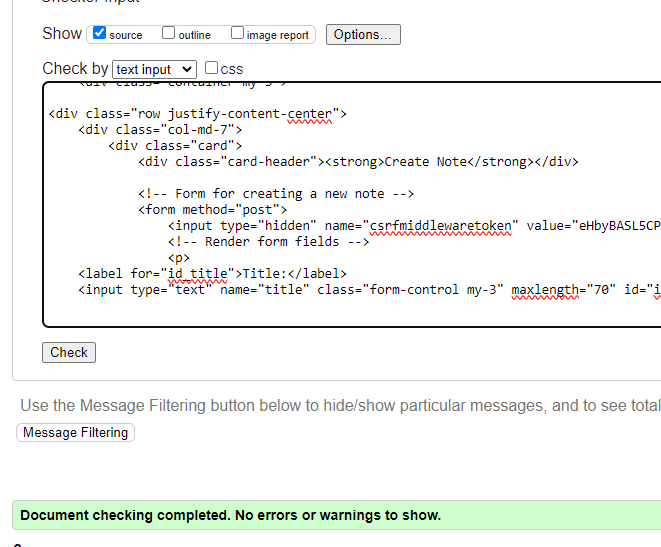 Show source outline image report Options...
Check by text input css
<div class="container my-5">
<div class="row justify-content-center">
<div class="col-md-7">
<div class="card">
<div class="card-header"><strong>Create Note</strong></div>
<!-- Form for creating a new note -->
<form method="post">
<input type="hidden" name="csrfmiddlewaretoken" value="eHbyBASL5CP
<!-- Render form fields -->
<p>
<label for="id_title">Title:</label>
<input type="text" name="title" class="form-control my-3" maxlength="70" id="i
Check
Use the Message Filtering button below to hide/show particular messages, and to see total
Message Filtering
Document checking completed. No errors or warnings to show.